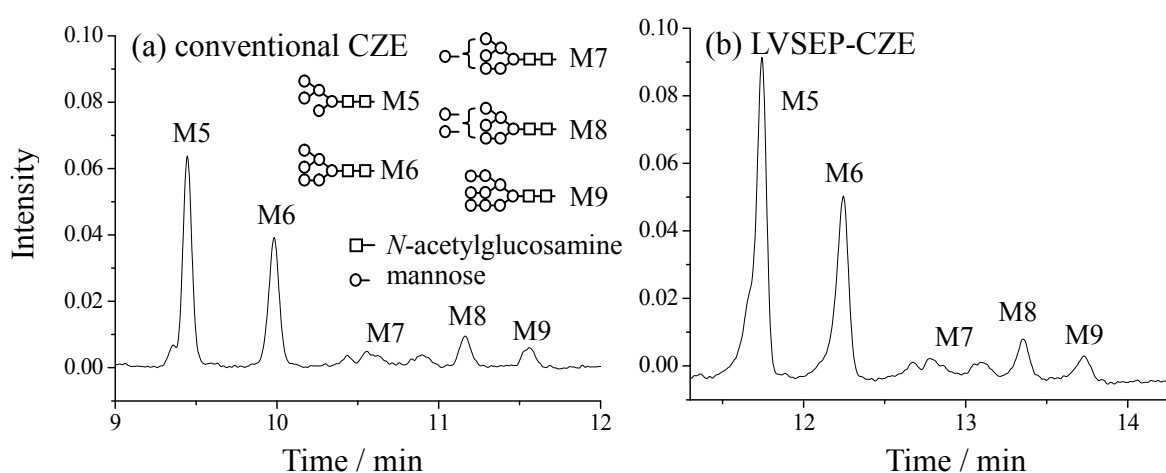 (a) conventional CZE
M7
M5
M8
M6
M9
N-acetylglucosamine
mannose
M5
M6
M7
M8
M9
0.10
0.08
0.06
0.04
0.02
0.00
Intensity
9
10
11
12
Time / min
(b) LVSEP-CZE
M5
M6
M7
M8
M9
0.10
0.08
0.06
0.04
0.02
0.00
12
13
14
Time / min